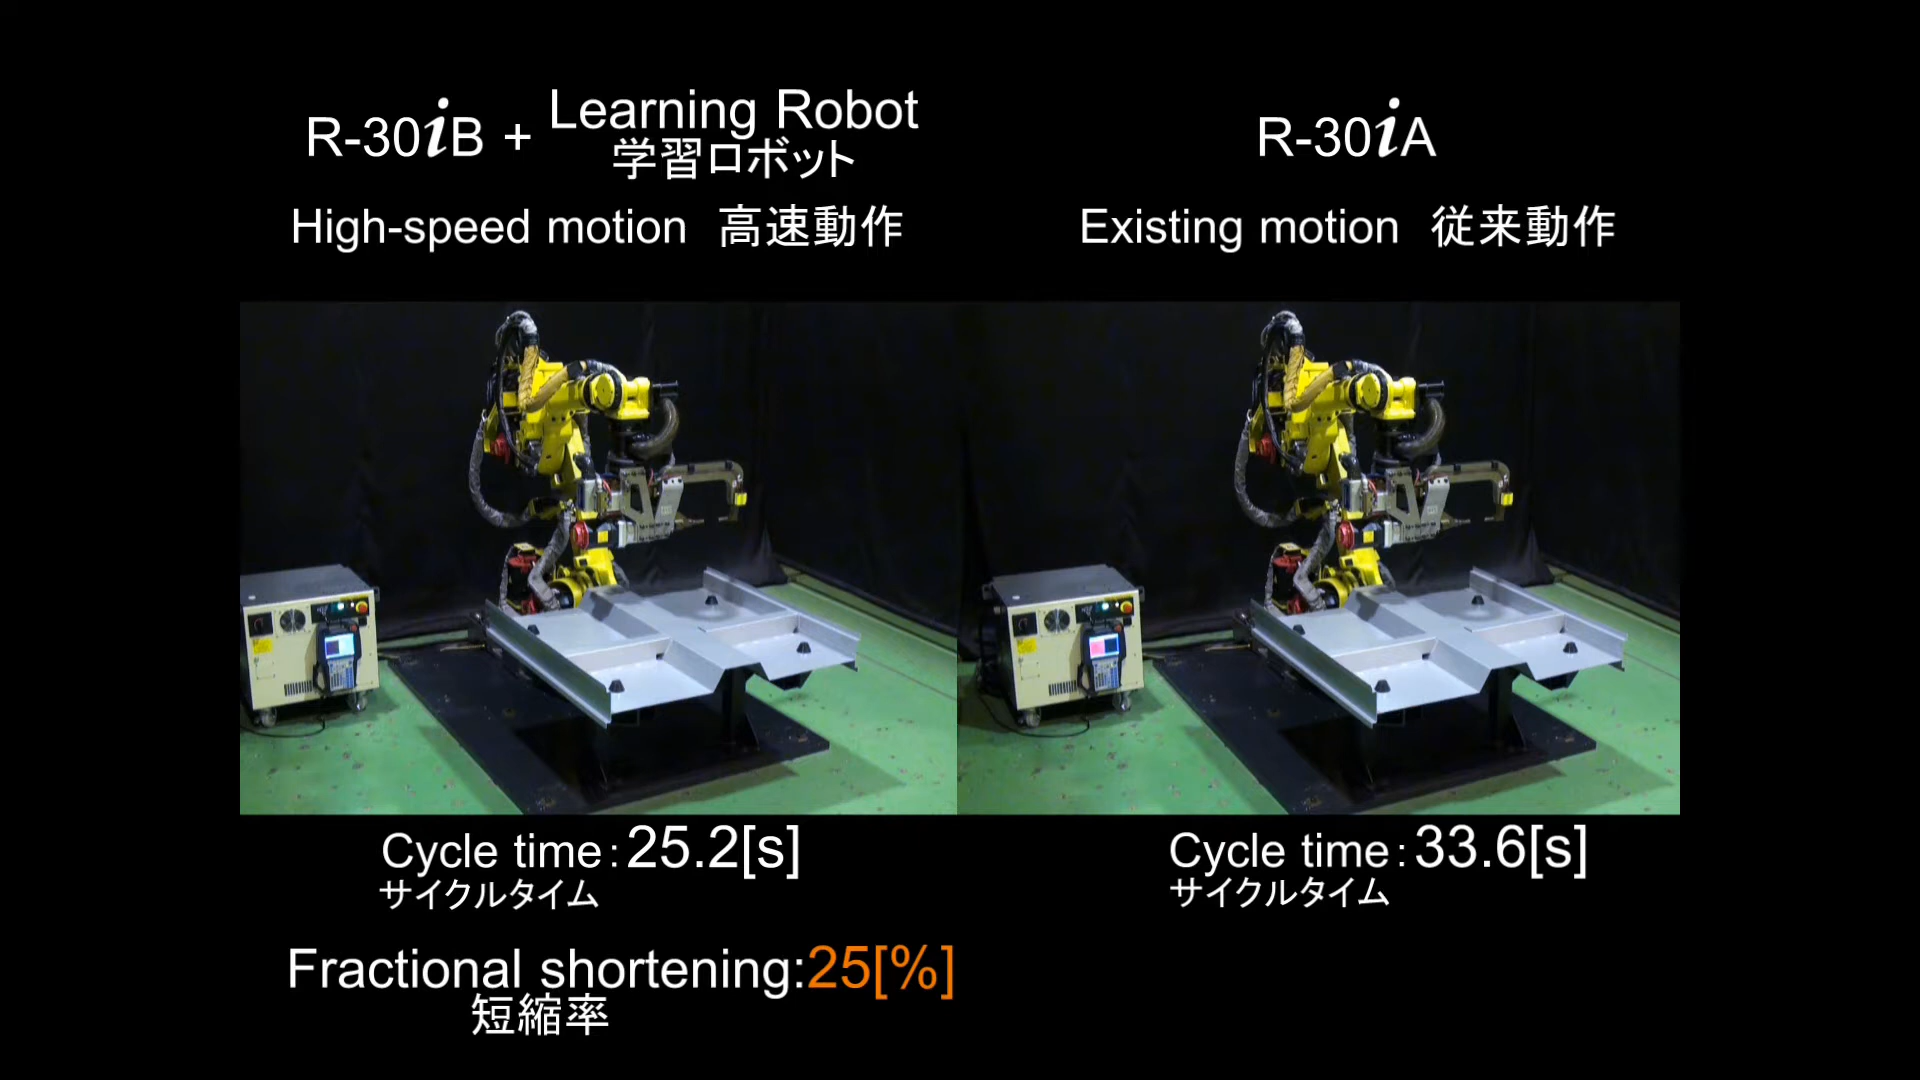 R-30iB + Learning Robot
学習ロボット
High-speed motion 高速動作
R-30iA
Existing motion 従来動作
Cycle time：25.2[s]
サイクルタイム
Cycle time：33.6[s]
サイクルタイム
Fractional shortening:25[%]
短縮率